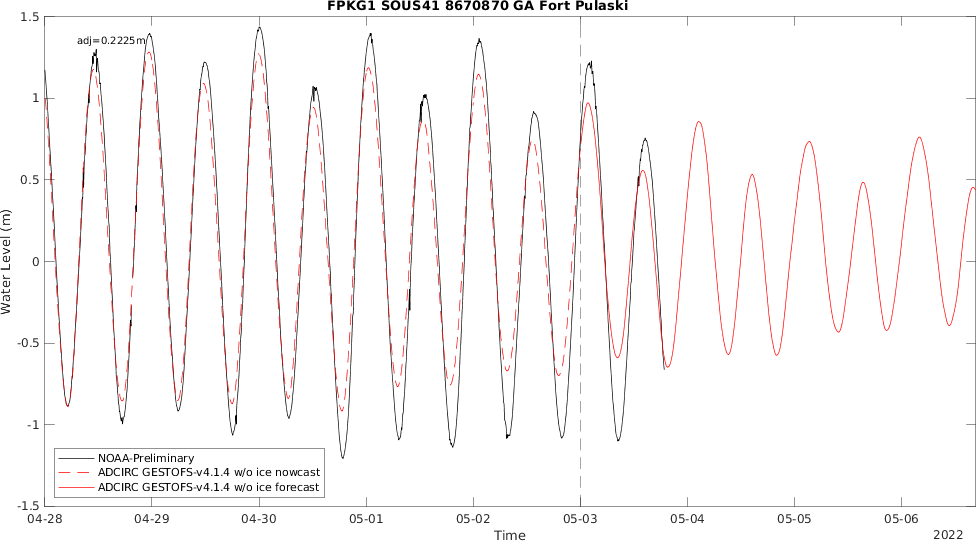 FPKG1 SOUS41 8670870 GA Fort Pulaski
adj=0.2225m
1.5
1
0.5
0
-0.5
-1
-1.5
Water Level (m)
NOAA-Preliminary
ADCIRC GESTOFS-v4.1.4 w/o ice nowcast
ADCIRC GESTOFS-v4.1.4 w/o ice forecast
04-28 04-29 04-30 05-01 05-02 05-03 05-04 05-05 05-06
Time
2022